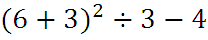 (6 + 3)² ÷ 3 − 4